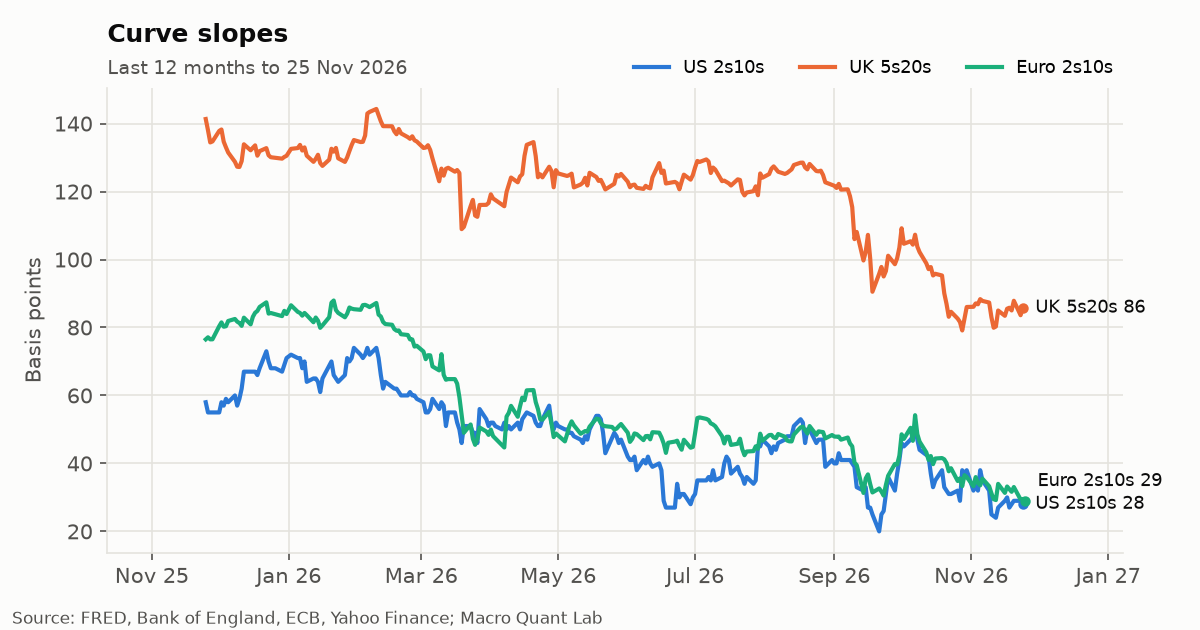 Curve slopes
Last 12 months to 25 Nov 2026
US 2s10s
UK 5s20s
Euro 2s10s
Basis points
140
120
100
80
60
40
20
UK 5s20s 86
Euro 2s10s 29
US 2s10s 28
Nov 25
Jan 26
Mar 26
May 26
Jul 26
Sep 26
Nov 26
Jan 27
Source: FRED, Bank of England, ECB, Yahoo Finance; Macro Quant Lab